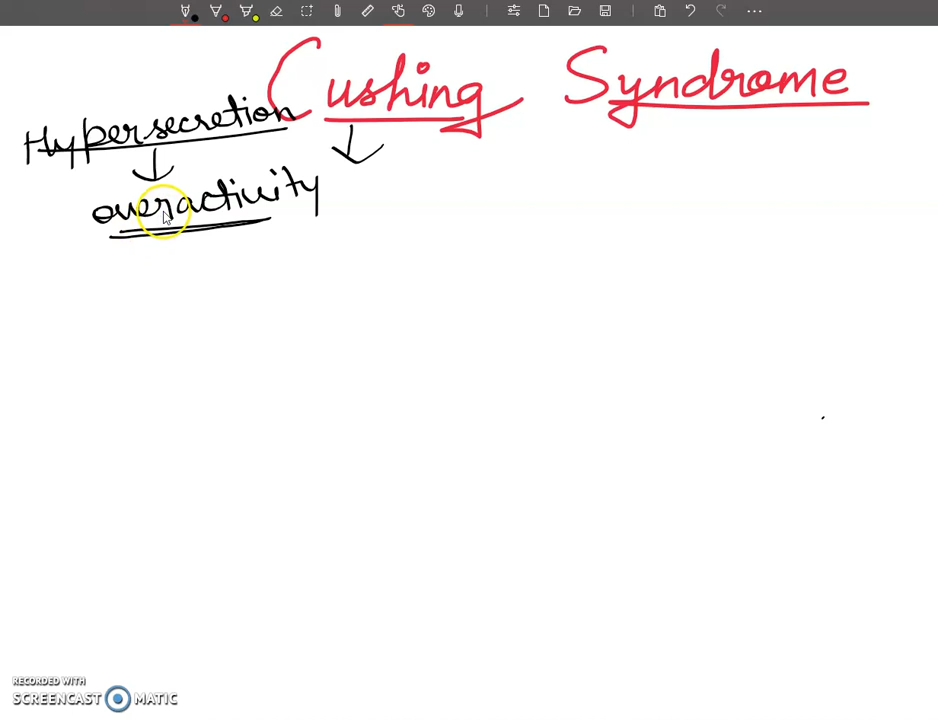 Cushing Syndrome
Hypersecretion
overactivity
RECORDED WITH
SCREENCAST MATIC